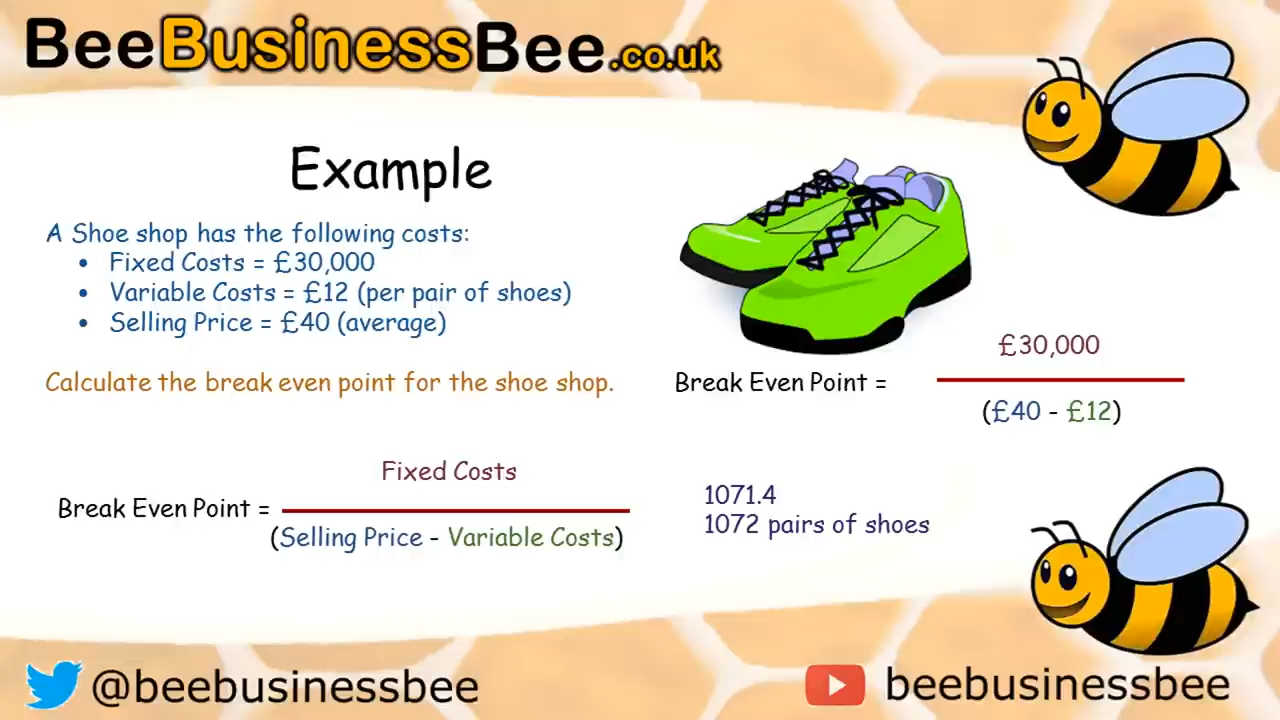 BeeBusinessBee.co.uk
Example
A Shoe shop has the following costs:
• Fixed Costs = £30,000
• Variable Costs = £12 (per pair of shoes)
• Selling Price = £40 (average)
Calculate the break even point for the shoe shop.
Fixed Costs
Break Even Point =
(Selling Price - Variable Costs)
£30,000
Break Even Point =
(£40 - £12)
1071.4
1072 pairs of shoes
@beebusinessbee
beebusinessbee